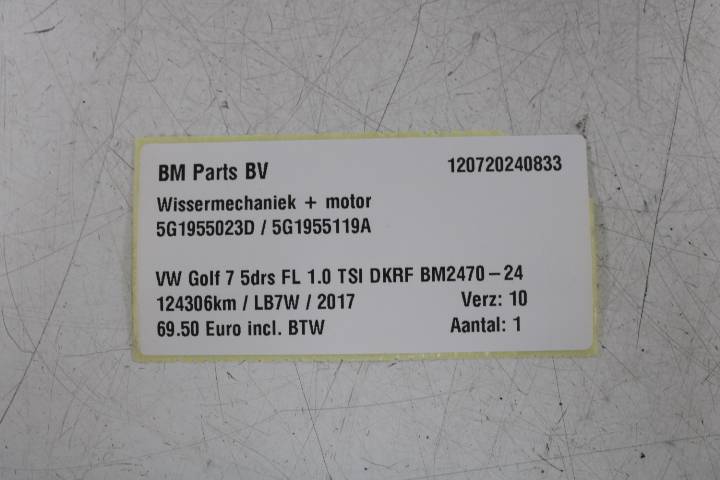 BM Parts BV 120720240833
Wissermechaniek + motor
5G1955023D / 5G1955119A
VW Golf 7 5drs FL 1.0 TSI DKRF BM2470-24
124306km / LB7W / 2017 Verz: 10
69.50 Euro incl. BTW Aantal: 1